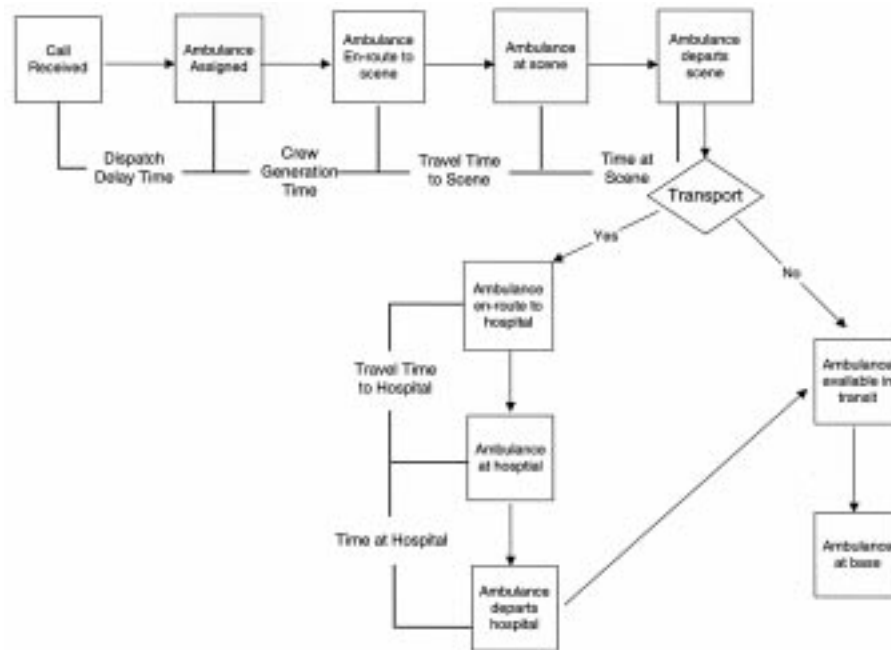 Call
Received
Ambulance
Assigned
Ambulance
En-route to
scene
Ambulance
at scene
Ambulance
departs
scene
Dispatch
Delay Time
Crew
Generation
Time
Travel Time
to Scene
Time at
Scene
Transport
Yes
No
Ambulance
en-route to
hospital
Travel Time
to Hospital
Ambulance
available in
transit
Ambulance
at hosptial
Time at Hospital
Ambulance
at base
Ambulance
departs
hospital